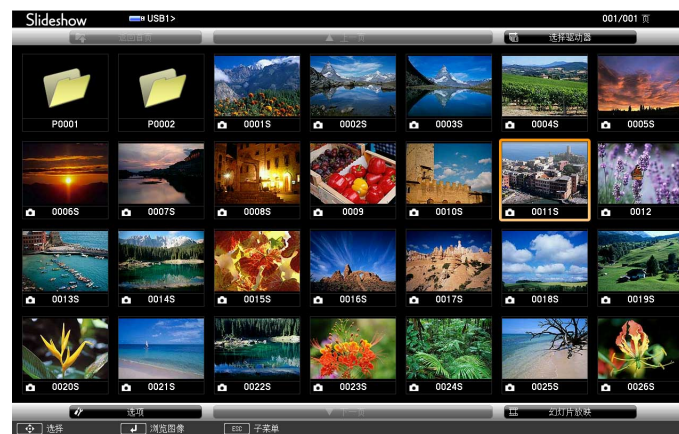 Slideshow USB1> 001/001 页
返回首页 上一页 选择驱动器
P0001 P0002 0001S 0002S 0003S 0004S 0005S
0006S 0007S 0008S 0009 0010S 0011S 0012
0013S 0014S 0015S 0016S 0017S 0018S 0019S
0020S 0021S 0022S 0023S 0024S 0025S 0026S
选项 下一页 幻灯片放映
选择 浏览图像 ESC 子菜单